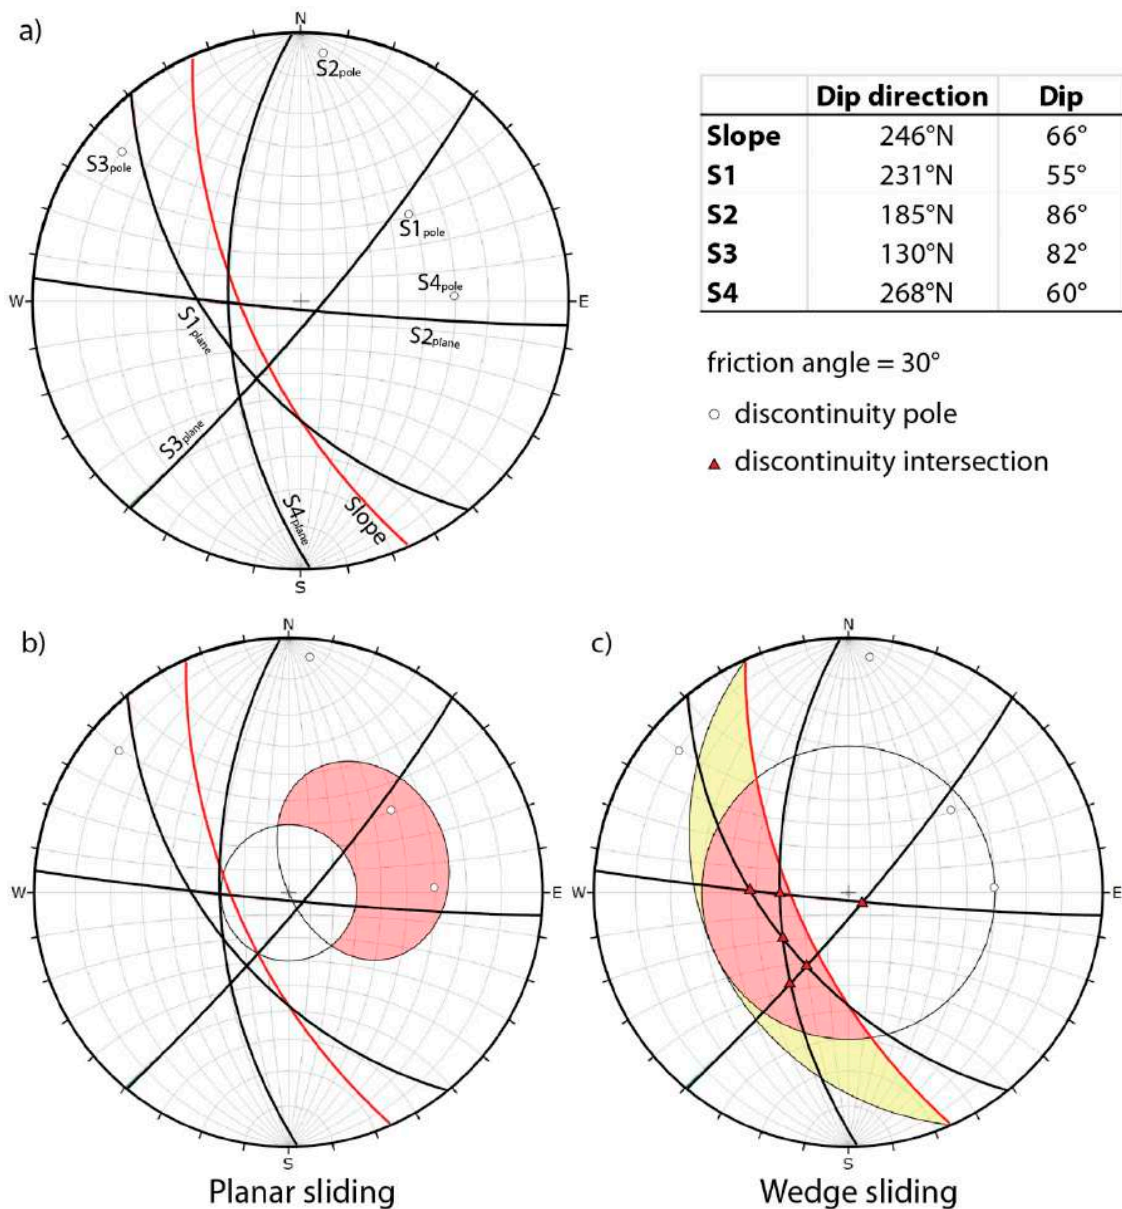 a)
N
S2pole
S3pole
S1pole
S4pole
W
E
S1plane
S2plane
S3plane
S4plane
Slope
S
Dip direction Dip
Slope 246°N 66°
S1 231°N 55°
S2 185°N 86°
S3 130°N 82°
S4 268°N 60°
friction angle = 30°
discontinuity pole
discontinuity intersection
b)
N
W
E
S
Planar sliding
c)
N
W
E
S
Wedge sliding